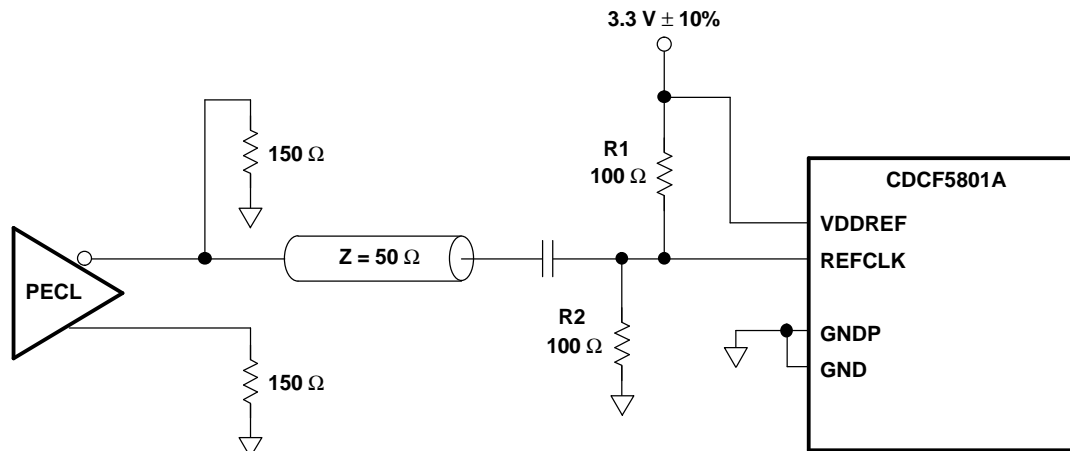 3.3 V ± 10%
150 Ω
R1
100 Ω
CDCF5801A
VDDREF
PECL
Z = 50 Ω
REFCLK
R2
100 Ω
GNDP
GND
150 Ω